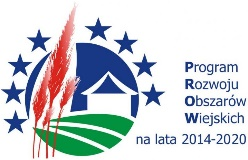 Program
Rozwoju
Obszarów
Wiejskich
na lata 2014-2020